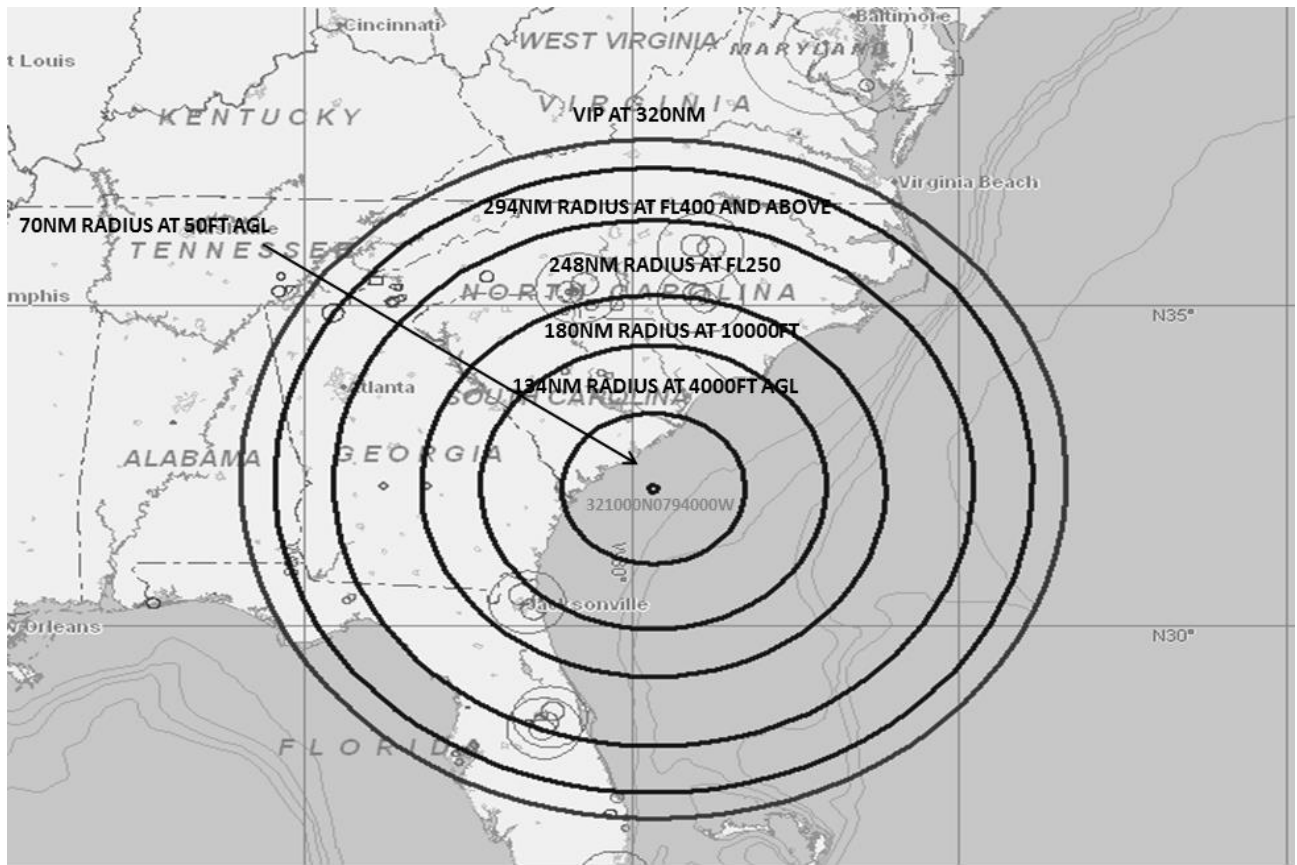 Baltimore
Cincinnati
WEST VIRGINIA
MARYLAND
t Louis
KENTUCKY
VIRGINIA
VIP AT 320NM
Virginia Beach
294NM RADIUS AT FL400 AND ABOVE
70NM RADIUS AT 50FT AGL
TENNESSEE
248NM RADIUS AT FL250
mphis
NORTH CAROLINA
N35°
180NM RADIUS AT 10000FT
Atlanta
134NM RADIUS AT 4000FT AGL
SOUTH CAROLINA
ALABAMA
GEORGIA
321000N0794000W
W80°
Jacksonville
w Orleans
N30°
FLORIDA